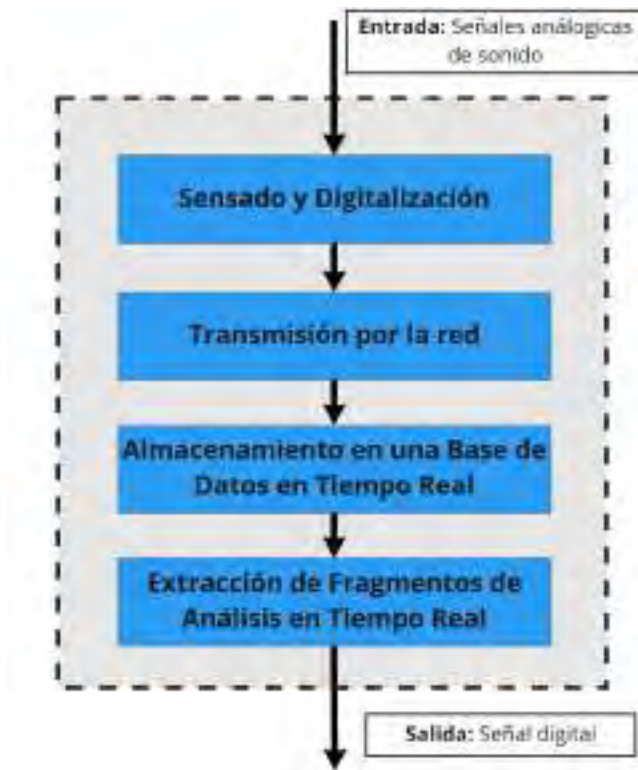 Entrada: Señales análogicas
de sonido
Sensado y Digitalización
Transmisión por la red
Almacenamiento en una Base de
Datos en Tiempo Real
Extracción de Fragmentos de
Análisis en Tiempo Real
Salida: Señal digital